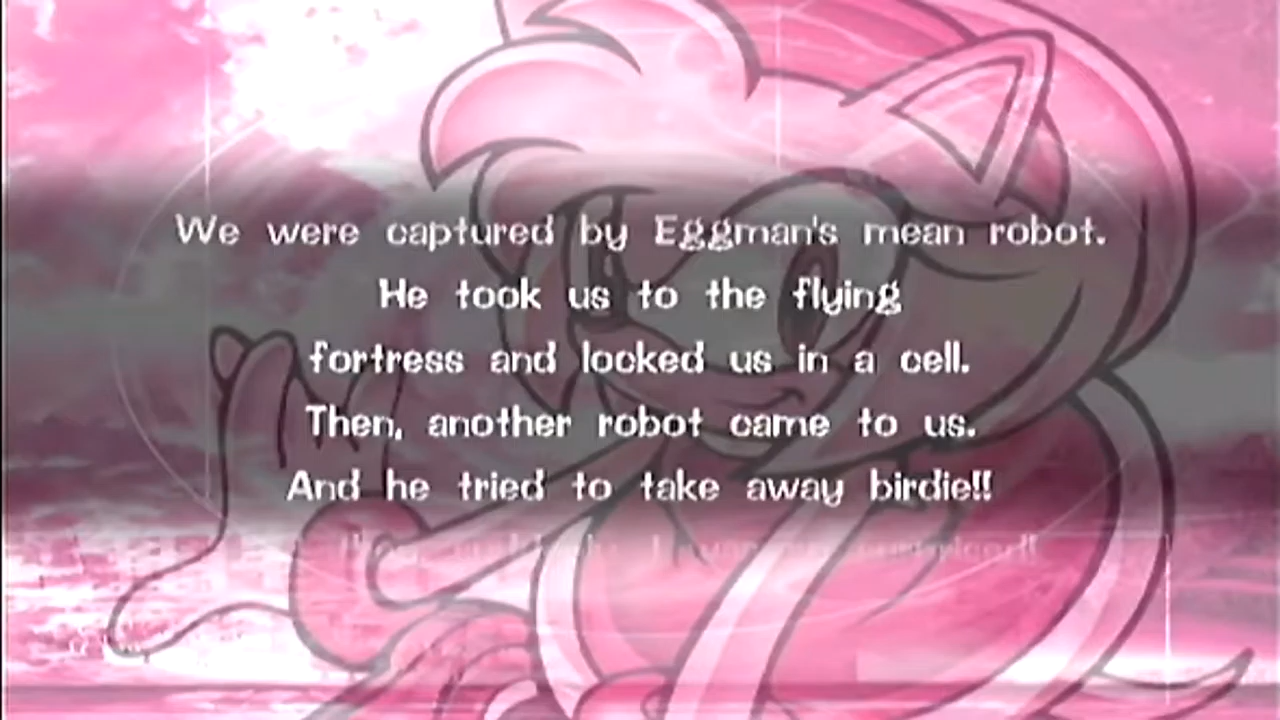 We were captured by Eggman's mean robot.
He took us to the flying
fortress and locked us in a cell.
Then, another robot came to us.
And he tried to take away birdie!!